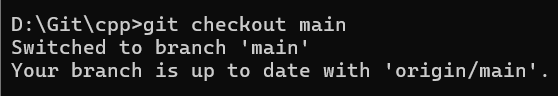 D:\Git\cpp>git checkout main
Switched to branch 'main'
Your branch is up to date with 'origin/main'.